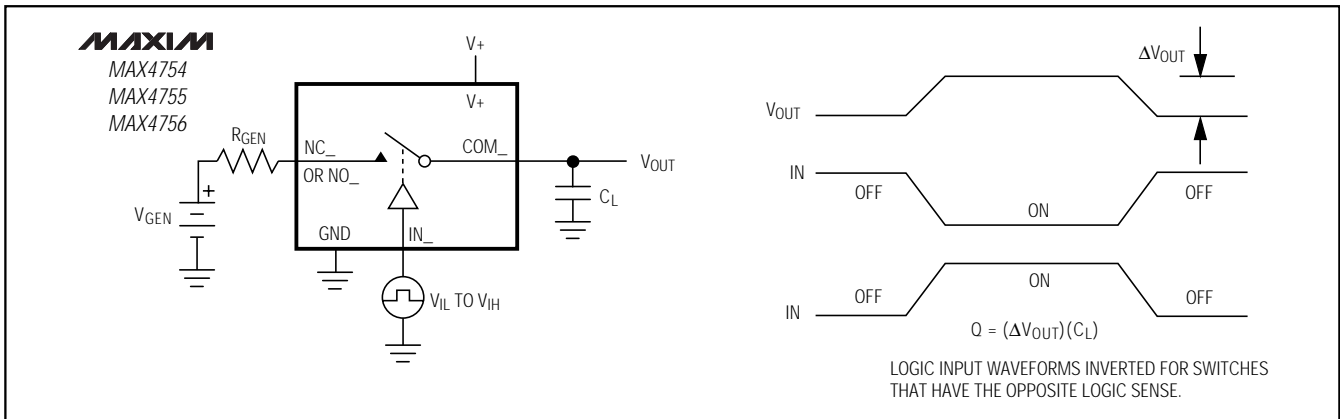 MAXIM
MAX4754
MAX4755
MAX4756
V+
V+
RGEN
NC_
OR NO_
COM_
VOUT
CL
+
VGEN
GND
IN_
VIL TO VIH
ΔVOUT
VOUT
IN
OFF
ON
OFF
IN
OFF
ON
OFF
Q = (ΔVOUT)(CL)
LOGIC INPUT WAVEFORMS INVERTED FOR SWITCHES
THAT HAVE THE OPPOSITE LOGIC SENSE.